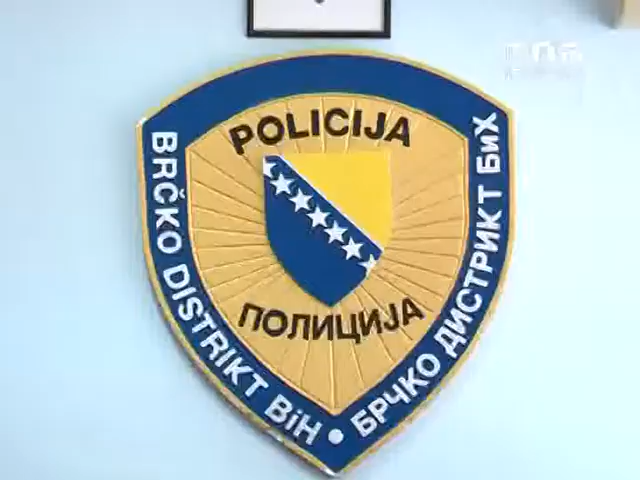 POLICIJA
ПОЛИЦИЈА
BRČKO DISTRIKT BiH • БРЧКО ДИСТРИКТ БиХ